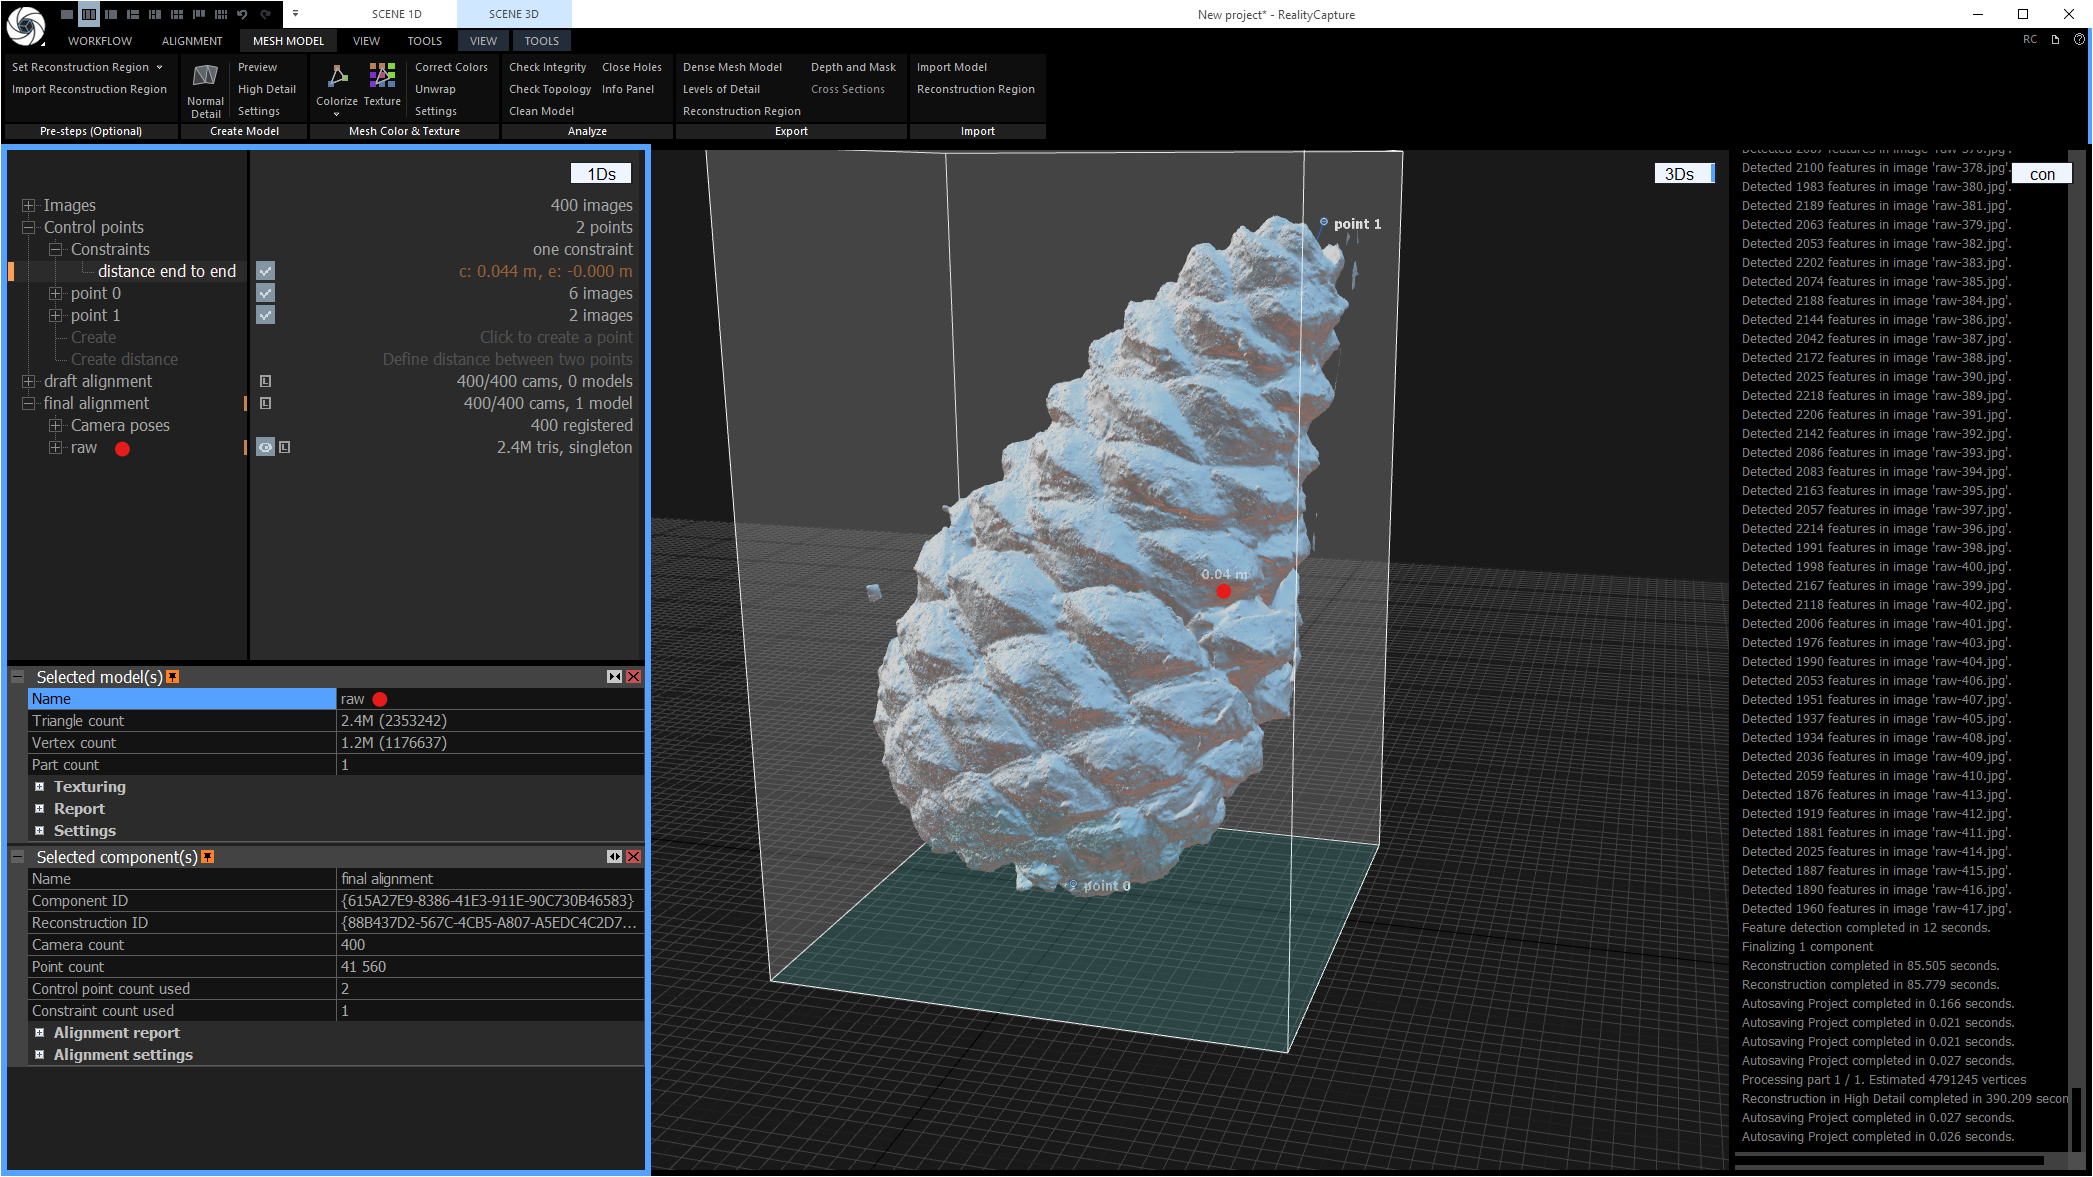 SCENE 1D
SCENE 3D
New project* - RealityCapture
WORKFLOW
ALIGNMENT
MESH MODEL
VIEW
TOOLS
VIEW
TOOLS
RC
Set Reconstruction Region
Import Reconstruction Region
Pre-steps (Optional)
Normal Detail
Preview
High Detail
Settings
Create Model
Colorize
Texture
Correct Colors
Unwrap
Settings
Mesh Color & Texture
Check Integrity
Check Topology
Clean Model
Close Holes
Info Panel
Analyze
Dense Mesh Model
Levels of Detail
Reconstruction Region
Depth and Mask
Cross Sections
Export
Import Model
Reconstruction Region
Import
1Ds
Images 400 images
Control points 2 points
Constraints one constraint
distance end to end c: 0.044 m, e: -0.000 m
point 0 6 images
point 1 2 images
Create Click to create a point
Create distance Define distance between two points
draft alignment L 400/400 cams, 0 models
final alignment L 400/400 cams, 1 model
Camera poses 400 registered
raw L 2.4M tris, singleton
Selected model(s)
Name raw
Triangle count 2.4M (2353242)
Vertex count 1.2M (1176637)
Part count 1
Texturing
Report
Settings
Selected component(s)
Name final alignment
Component ID {615A27E9-8386-41E3-911E-90C730B46583}
Reconstruction ID {88B437D2-567C-4CB5-A807-A5EDC4C2D7...
Camera count 400
Point count 41 560
Control point count used 2
Constraint count used 1
Alignment report
Alignment settings
3Ds
point 1
0.04 m
point 0
con
Detected 2100 features in image 'raw-378.jpg'.
Detected 1983 features in image 'raw-380.jpg'.
Detected 2189 features in image 'raw-381.jpg'.
Detected 2063 features in image 'raw-379.jpg'.
Detected 2053 features in image 'raw-382.jpg'.
Detected 2202 features in image 'raw-383.jpg'.
Detected 2074 features in image 'raw-385.jpg'.
Detected 2188 features in image 'raw-384.jpg'.
Detected 2144 features in image 'raw-386.jpg'.
Detected 2042 features in image 'raw-387.jpg'.
Detected 2172 features in image 'raw-388.jpg'.
Detected 2025 features in image 'raw-390.jpg'.
Detected 2218 features in image 'raw-389.jpg'.
Detected 2206 features in image 'raw-391.jpg'.
Detected 2142 features in image 'raw-392.jpg'.
Detected 2086 features in image 'raw-393.jpg'.
Detected 2083 features in image 'raw-394.jpg'.
Detected 2163 features in image 'raw-395.jpg'.
Detected 2057 features in image 'raw-397.jpg'.
Detected 2214 features in image 'raw-396.jpg'.
Detected 1991 features in image 'raw-398.jpg'.
Detected 1998 features in image 'raw-400.jpg'.
Detected 2167 features in image 'raw-399.jpg'.
Detected 2118 features in image 'raw-402.jpg'.
Detected 2006 features in image 'raw-401.jpg'.
Detected 1976 features in image 'raw-403.jpg'.
Detected 1990 features in image 'raw-404.jpg'.
Detected 2053 features in image 'raw-406.jpg'.
Detected 1951 features in image 'raw-407.jpg'.
Detected 1937 features in image 'raw-405.jpg'.
Detected 1934 features in image 'raw-408.jpg'.
Detected 2036 features in image 'raw-409.jpg'.
Detected 2059 features in image 'raw-410.jpg'.
Detected 1876 features in image 'raw-413.jpg'.
Detected 1919 features in image 'raw-412.jpg'.
Detected 1881 features in image 'raw-411.jpg'.
Detected 2025 features in image 'raw-414.jpg'.
Detected 1887 features in image 'raw-415.jpg'.
Detected 1890 features in image 'raw-416.jpg'.
Detected 1960 features in image 'raw-417.jpg'.
Feature detection completed in 12 seconds.
Finalizing 1 component
Reconstruction completed in 85.505 seconds.
Reconstruction completed in 85.779 seconds.
Autosaving Project completed in 0.166 seconds.
Autosaving Project completed in 0.021 seconds.
Autosaving Project completed in 0.021 seconds.
Autosaving Project completed in 0.027 seconds.
Processing part 1 / 1. Estimated 4791245 vertices
Reconstruction in High Detail completed in 390.209 secon
Autosaving Project completed in 0.027 seconds.
Autosaving Project completed in 0.026 seconds.